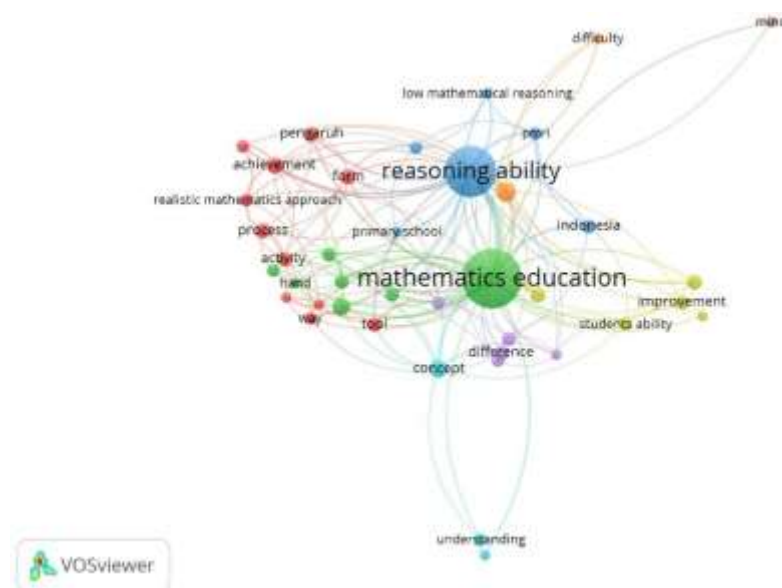 difficulty
low mathematical reasoning
pmri
pengaruh
achievement
form
reasoning ability
realistic mathematics approach
process
primary school
indonesia
activity
hand
mathematics education
improvement
way
tool
students ability
difference
concept
understanding
VOSviewer